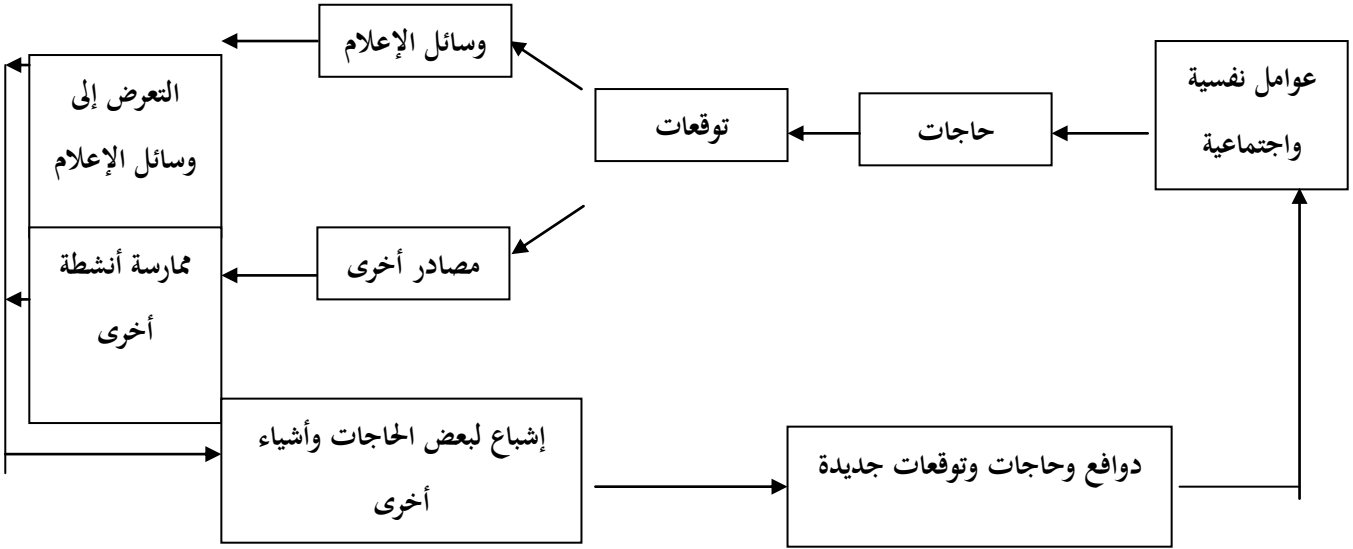 عوامل نفسية
واجتماعية
حاجات
توقعات
وسائل الإعلام
مصادر أخرى
التعرض إلى
وسائل الإعلام
ممارسة أنشطة
أخرى
إشباع لبعض الحاجات وأشياء
أخرى
دوافع وحاجات وتوقعات جديدة